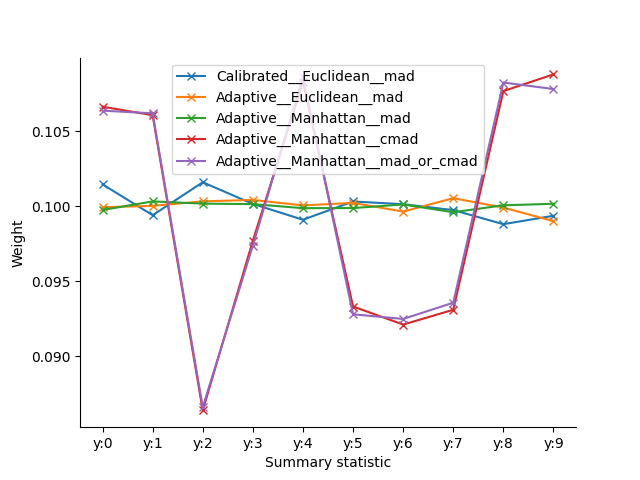 Calibrated__Euclidean__mad
Adaptive__Euclidean__mad
Adaptive__Manhattan__mad
Adaptive__Manhattan__cmad
Adaptive__Manhattan__mad_or_cmad
0.105
0.100
0.095
0.090
Weight
y:0 y:1 y:2 y:3 y:4 y:5 y:6 y:7 y:8 y:9
Summary statistic